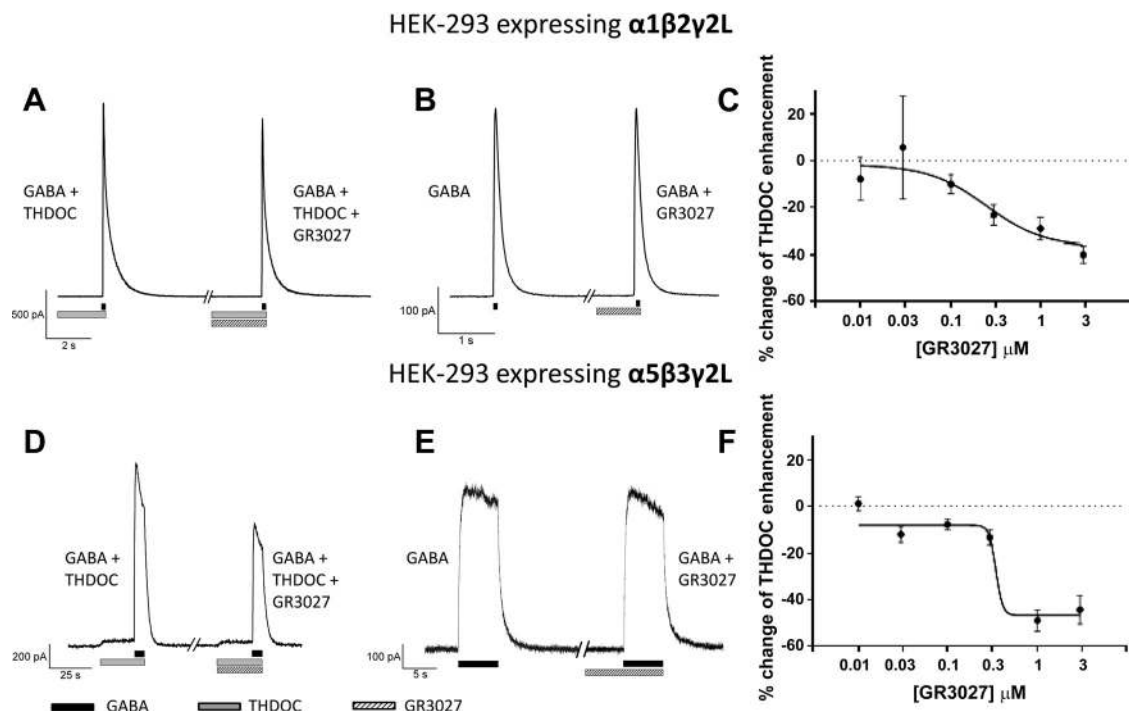 HEK-293 expressing α1β2γ2L
A
B
C
GABA +
THDOC
GABA +
THDOC +
GR3027
500 pA
2 s
GABA
GABA +
GR3027
100 pA
1 s
% change of THDOC enhancement
20
0
-20
-40
-60
0.01 0.03 0.1 0.3 1 3
[GR3027] μM
HEK-293 expressing α5β3γ2L
D
E
F
GABA +
THDOC
GABA +
THDOC +
GR3027
200 pA
25 s
GABA
GABA +
GR3027
100 pA
5 s
% change of THDOC enhancement
20
0
-20
-40
-60
0.01 0.03 0.1 0.3 1 3
[GR3027] μM
GABA THDOC GR3027